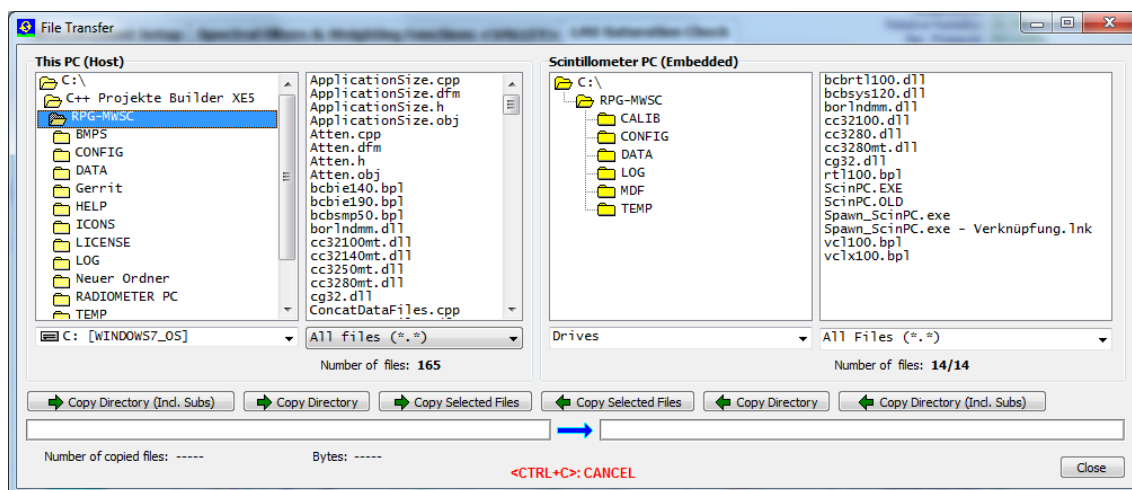 File Transfer
This PC (Host)
C:\
C++ Projekte Builder XE5
RPG-MWSC
BMPS
CONFIG
DATA
Gerrit
HELP
ICONS
LICENSE
LOG
Neuer Ordner
RADIOMETER PC
TEMP
ApplicationSize.cpp
ApplicationSize.dfm
ApplicationSize.h
ApplicationSize.obj
Atten.cpp
Atten.dfm
Atten.h
Atten.obj
bcbie140.bpl
bcbie190.bpl
bcbsmp50.bpl
borlndmm.dll
cc32100mt.dll
cc32140mt.dll
cc3250mt.dll
cc3280mt.dll
cg32.dll
ConcatDataFiles.cpp
C: [WINDOWS7_OS]
All files (*.*)
Number of files: 165
Scintillometer PC (Embedded)
C:\
RPG-MWSC
CALIB
CONFIG
DATA
LOG
MDF
TEMP
bcbrtl100.dll
bcbsys120.dll
borlndmm.dll
cc32100.dll
cc3280.dll
cc3280mt.dll
cg32.dll
rtl100.bpl
ScinPC.EXE
ScinPC.OLD
Spawn_ScinPC.exe
Spawn_ScinPC.exe - Verknüpfung.lnk
vcl100.bpl
vclx100.bpl
Drives
All Files (*.*)
Number of files: 14/14
Copy Directory (Incl. Subs)
Copy Directory
Copy Selected Files
Copy Selected Files
Copy Directory
Copy Directory (Incl. Subs)
Number of copied files: -----
Bytes: -----
<CTRL+C>: CANCEL
Close